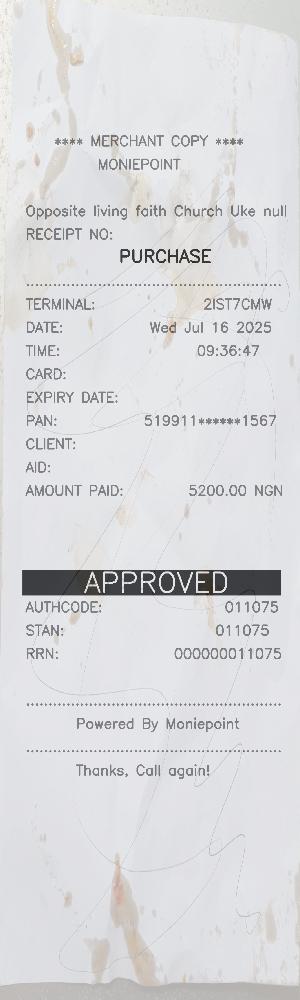 **** MERCHANT COPY ****
MONIEPOINT
Opposite living faith Church Uke null
RECEIPT NO:
PURCHASE
TERMINAL: 2IST7CMW
DATE: Wed Jul 16 2025
TIME: 09:36:47
CARD:
EXPIRY DATE:
PAN: 519911******1567
CLIENT:
AID:
AMOUNT PAID: 5200.00 NGN
APPROVED
AUTHCODE: 011075
STAN: 011075
RRN: 000000011075
Powered By Moniepoint
Thanks, Call again!